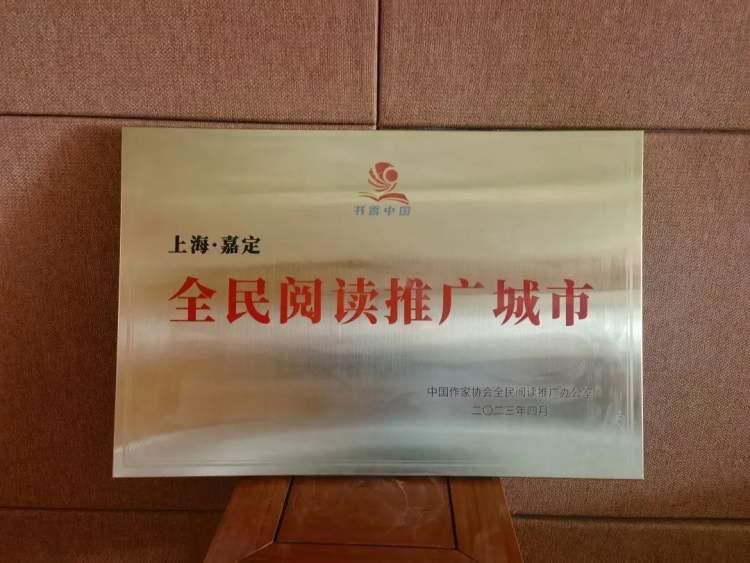 书香中国
上海·嘉定
全民阅读推广城市
中国作家协会全民阅读推广办公室
二〇二三年四月